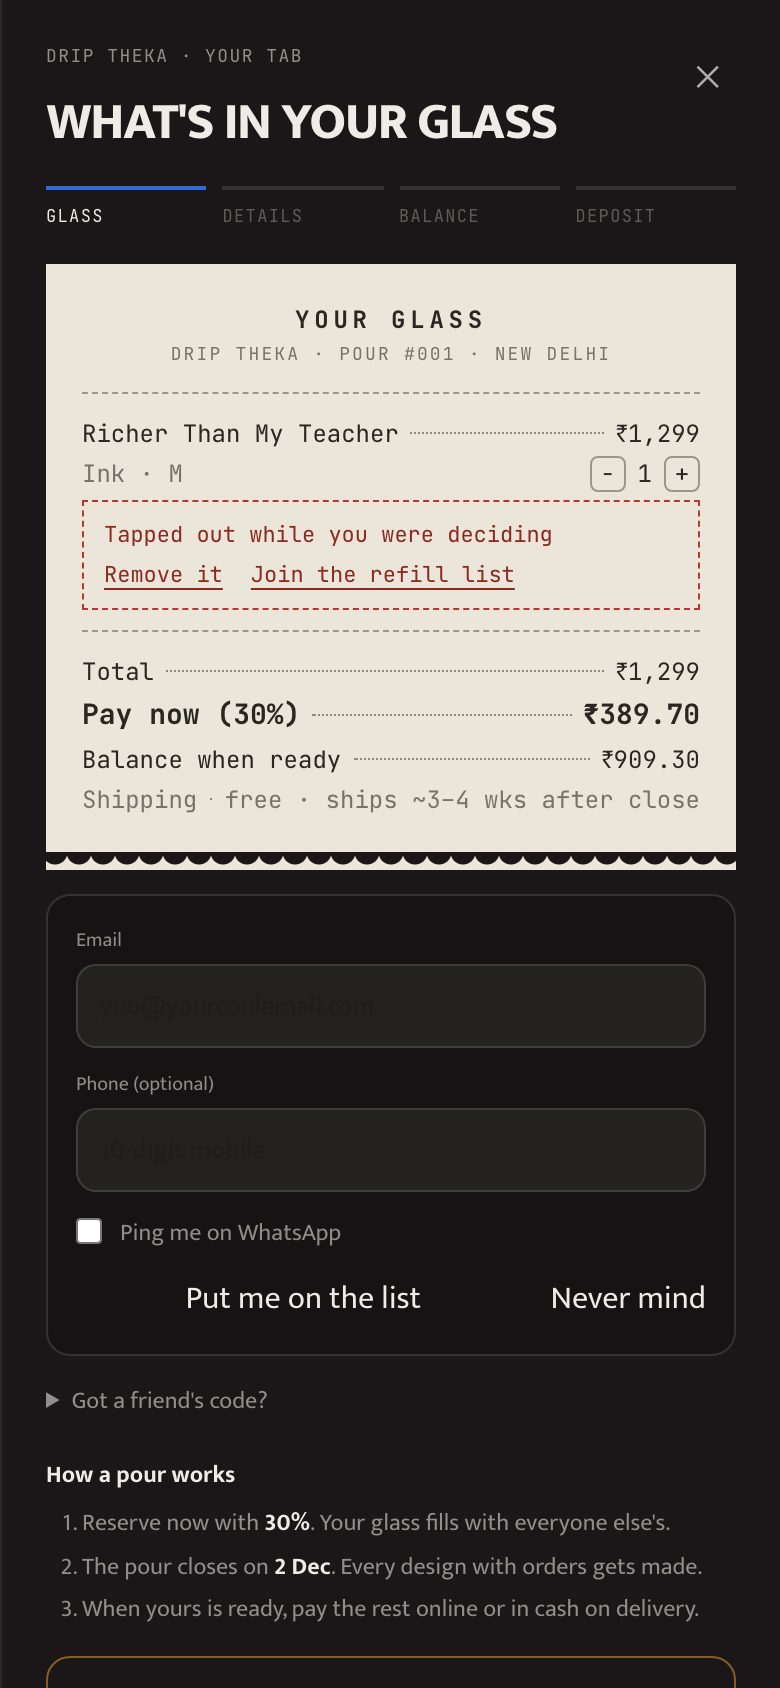 DRIP THEKA · YOUR TAB
WHAT'S IN YOUR GLASS
GLASS DETAILS BALANCE DEPOSIT
YOUR GLASS
DRIP THEKA · POUR #001 · NEW DELHI
Richer Than My Teacher ₹1,299
Ink · M - 1 +
Tapped out while you were deciding
Remove it Join the refill list
Total ₹1,299
Pay now (30%) ₹389.70
Balance when ready ₹909.30
Shipping · free · ships ~3–4 wks after close
Email
you@yourcoolemail.com
Phone (optional)
10-digit mobile
Ping me on WhatsApp
Put me on the list Never mind
Got a friend's code?
How a pour works
1. Reserve now with 30%. Your glass fills with everyone else's.
2. The pour closes on 2 Dec. Every design with orders gets made.
3. When yours is ready, pay the rest online or in cash on delivery.